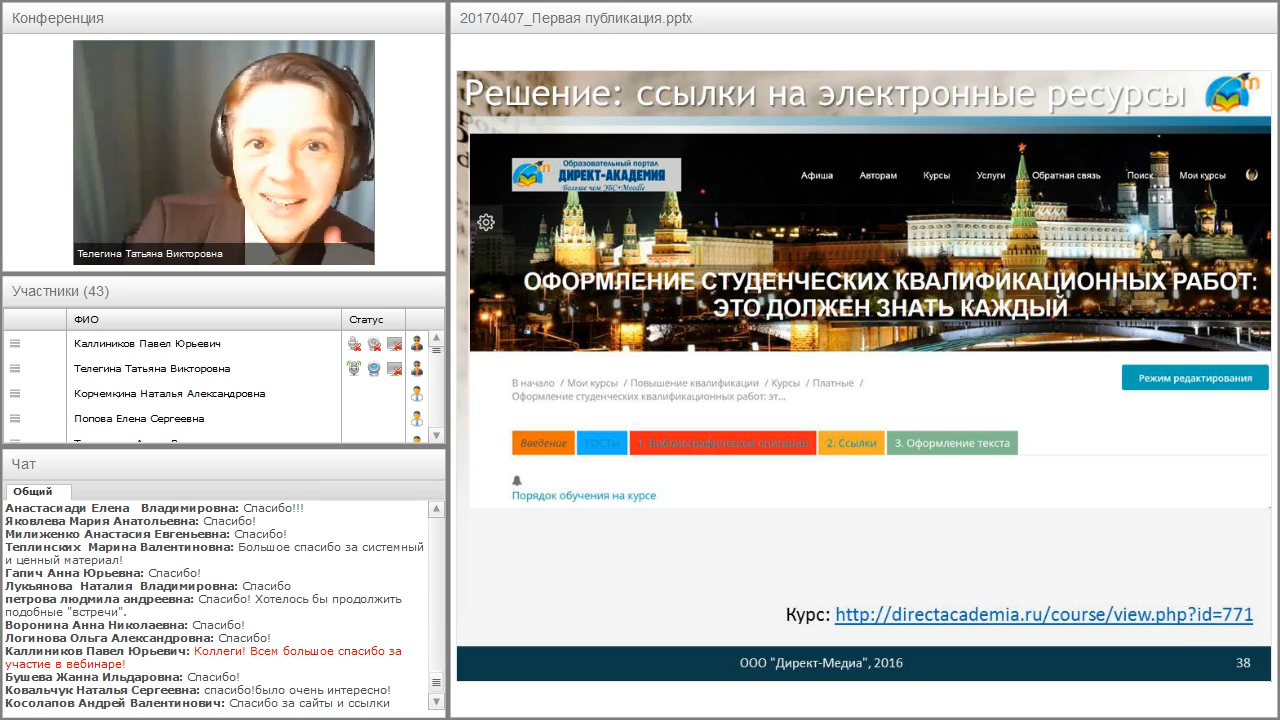 Конференция
Телегина Татьяна Викторовна
Участники (43)
ФИО
Статус
Каллиников Павел Юрьевич
Телегина Татьяна Викторовна
Корчемкина Наталья Александровна
Попова Елена Сергеевна
Чат
Общий
Анастасиади Елена Владимировна: Спасибо!!!
Яковлева Мария Анатольевна: Спасибо!
Милиженко Анастасия Евгеньевна: Спасибо!
Теплинских Марина Валентиновна: Большое спасибо за системный
и ценный материал!
Гапич Анна Юрьевна: Спасибо!
Лукьянова Наталия Владимировна: Спасибо
петрова людмила андреевна: Спасибо! Хотелось бы продолжить
подобные "встречи".
Воронина Анна Николаевна: Спасибо!
Логинова Ольга Александровна: Спасибо!
Каллиников Павел Юрьевич: Коллеги! Всем большое спасибо за
участие в вебинаре!
Бушева Жанна Ильдаровна: Спасибо!
Ковальчук Наталья Сергеевна: спасибо!было очень интересно!
Косолапов Андрей Валентинович: Спасибо за сайты и ссылки
20170407_Первая публикация.pptx
Решение: ссылки на электронные ресурсы
Образовательный портал
ДИРЕКТ-АКАДЕМИЯ
Больше чем ЭБС+Moodle
Афиша Авторам Курсы Услуги Обратная связь Поиск Мои курсы
ОФОРМЛЕНИЕ СТУДЕНЧЕСКИХ КВАЛИФИКАЦИОННЫХ РАБОТ:
ЭТО ДОЛЖЕН ЗНАТЬ КАЖДЫЙ
В начало / Мои курсы / Повышение квалификации / Курсы / Платные /
Оформление студенческих квалификационных работ: эт...
Режим редактирования
Введение ГОСТы 1. Библиографическое описание 2. Ссылки 3. Оформление текста
Порядок обучения на курсе
Курс: http://directacademia.ru/course/view.php?id=771
ООО "Директ-Медиа", 2016
38